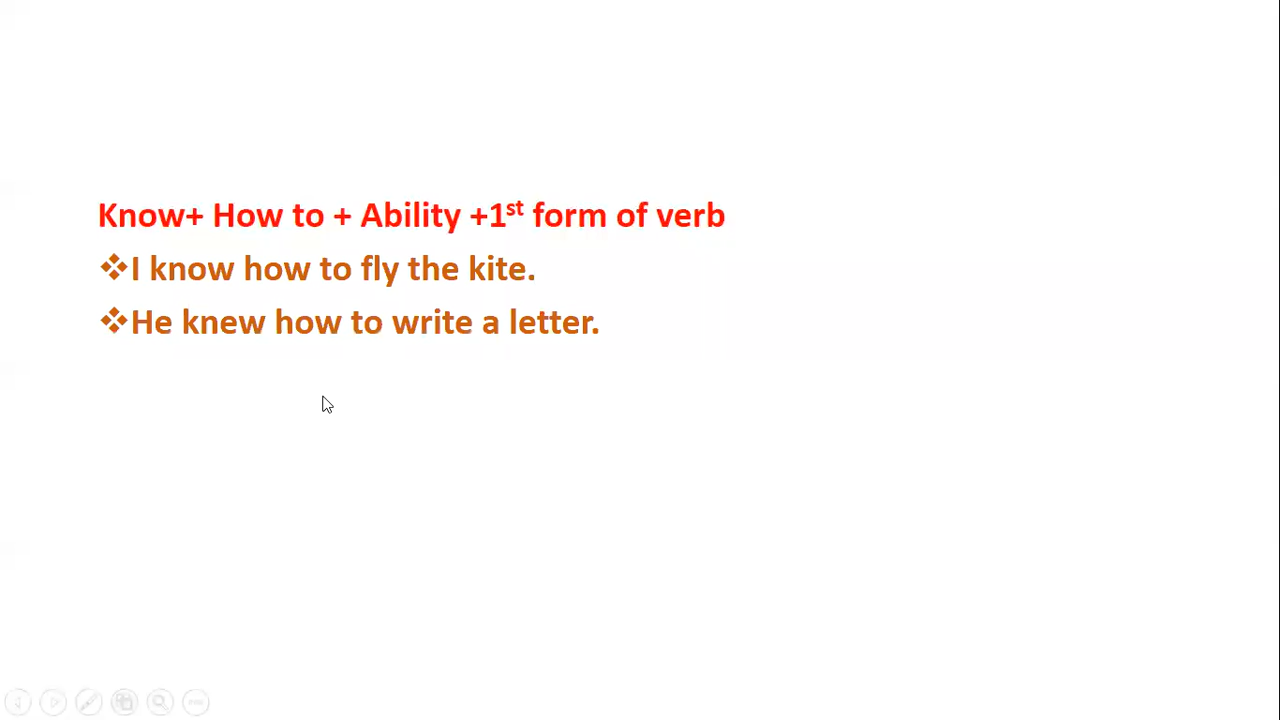 Know+ How to + Ability +1st form of verb
❖I know how to fly the kite.
❖He knew how to write a letter.